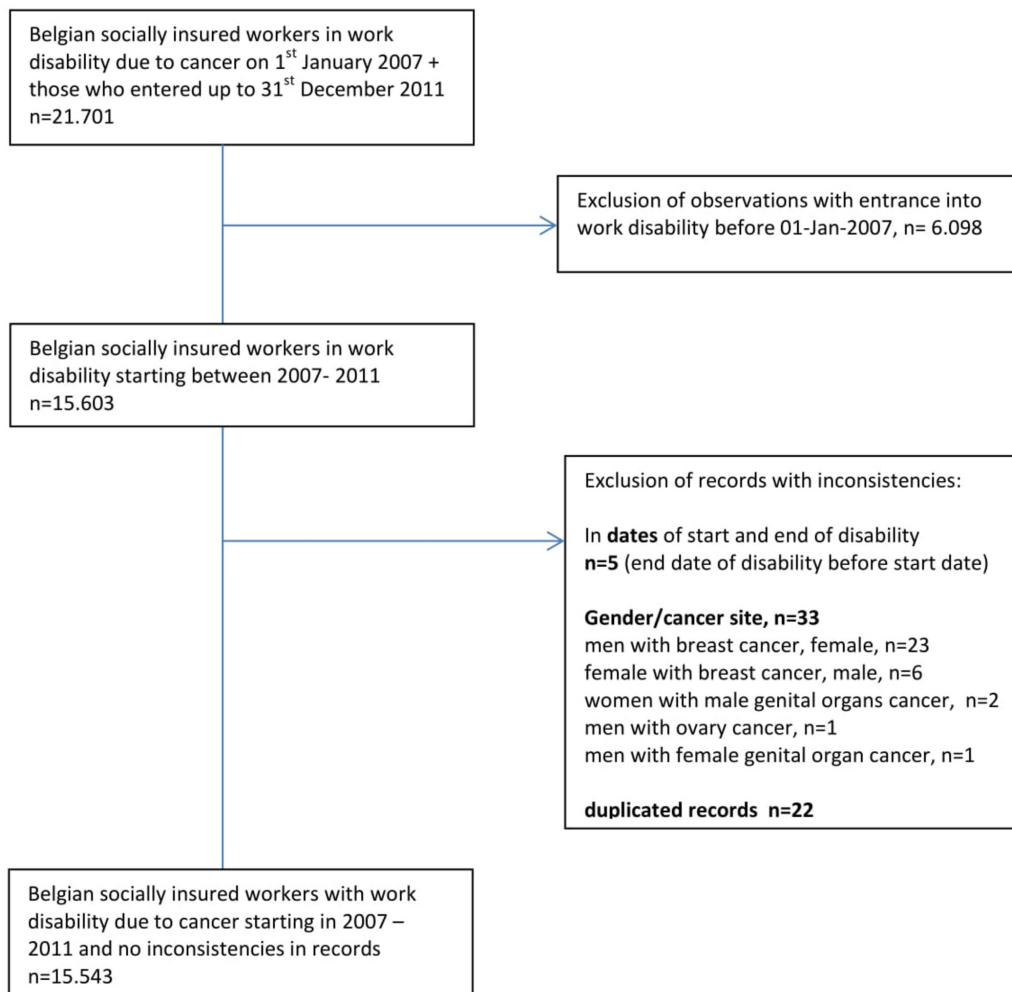 Belgian socially insured workers in work
disability due to cancer on 1st January 2007 +
those who entered up to 31st December 2011
n=21.701
Exclusion of observations with entrance into
work disability before 01-Jan-2007, n= 6.098
Belgian socially insured workers in work
disability starting between 2007- 2011
n=15.603
Exclusion of records with inconsistencies:
In dates of start and end of disability
n=5 (end date of disability before start date)
Gender/cancer site, n=33
men with breast cancer, female, n=23
female with breast cancer, male, n=6
women with male genital organs cancer,  n=2
men with ovary cancer, n=1
men with female genital organ cancer, n=1
duplicated records  n=22
Belgian socially insured workers with work
disability due to cancer starting in 2007 –
2011 and no inconsistencies in records
n=15.543